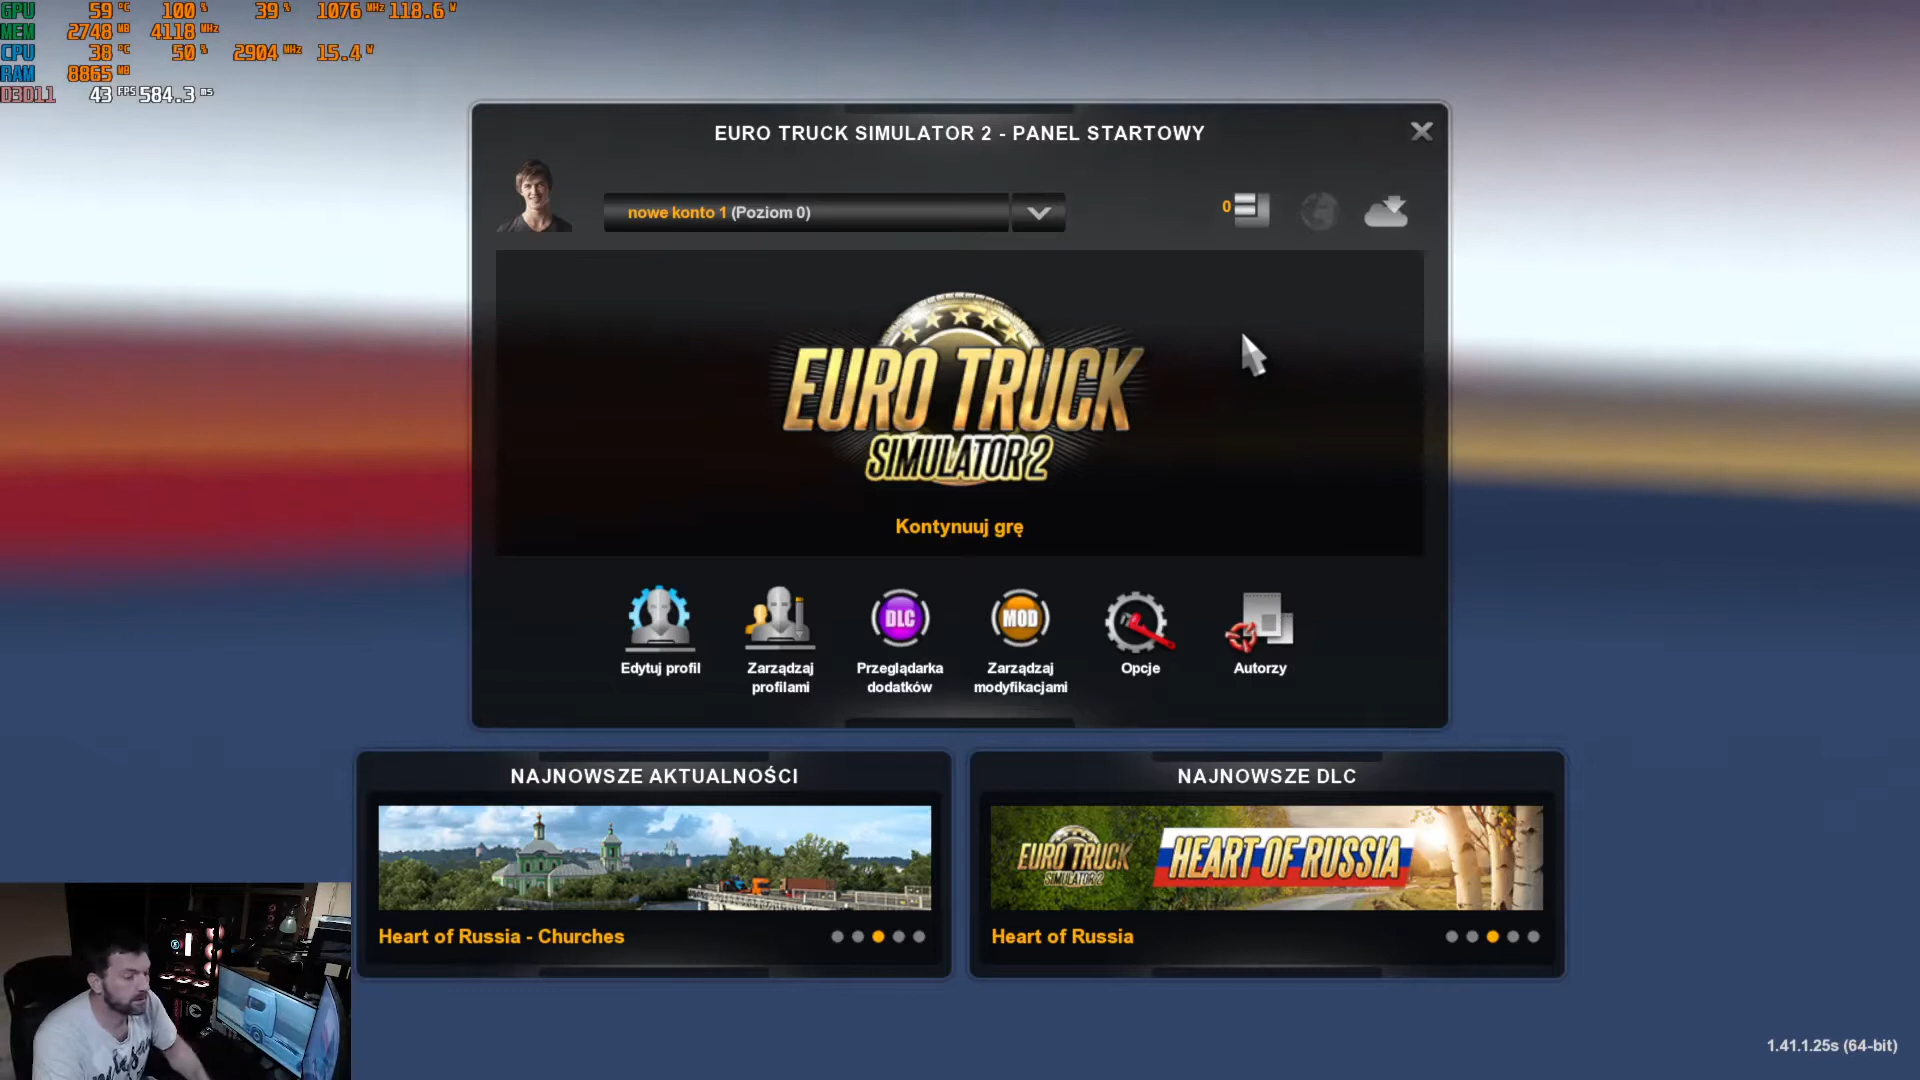 GPU 59 °C 100 % 39 % 1076 MHz 118.6 W
MEM 2748 MB 4118 MHz
CPU 38 °C 50 % 2904 MHz 15.4 W
RAM 8865 MB
D3D11 43 FPS 584.3 ms
EURO TRUCK SIMULATOR 2 - PANEL STARTOWY
nowe konto 1 (Poziom 0)
0
EURO TRUCK
SIMULATOR 2
Kontynuuj grę
DLC
MOD
Edytuj profil
Zarządzaj profilami
Przeglądarka dodatków
Zarządzaj modyfikacjami
Opcje
Autorzy
NAJNOWSZE AKTUALNOŚCI
Heart of Russia - Churches
NAJNOWSZE DLC
EURO TRUCK
SIMULATOR 2
HEART OF RUSSIA
Heart of Russia
1.41.1.25s (64-bit)